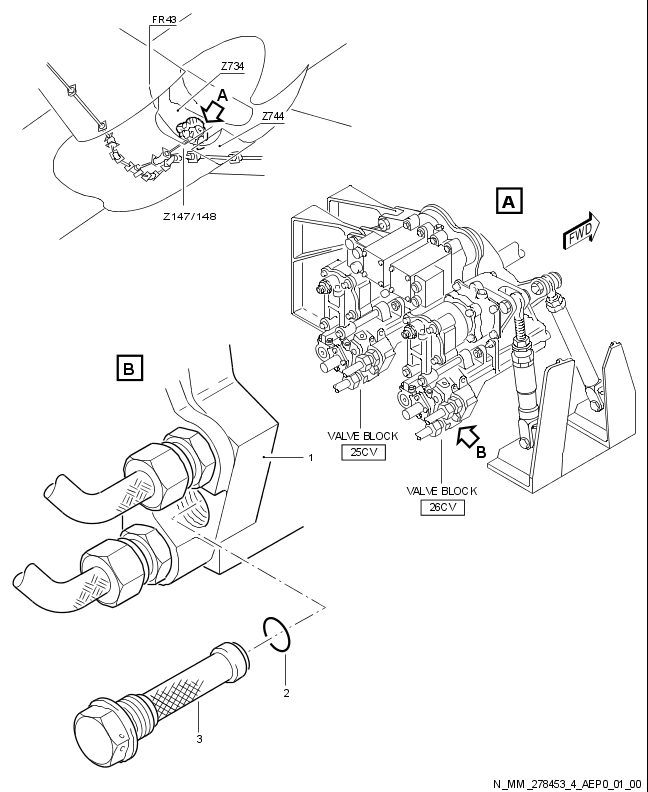 FR43
Z734
A
Z744
Z147/148
A
FWD
B
VALVE BLOCK
25CV
B
1
VALVE BLOCK
26CV
2
3
N_MM_278453_4_AEP0_01_00